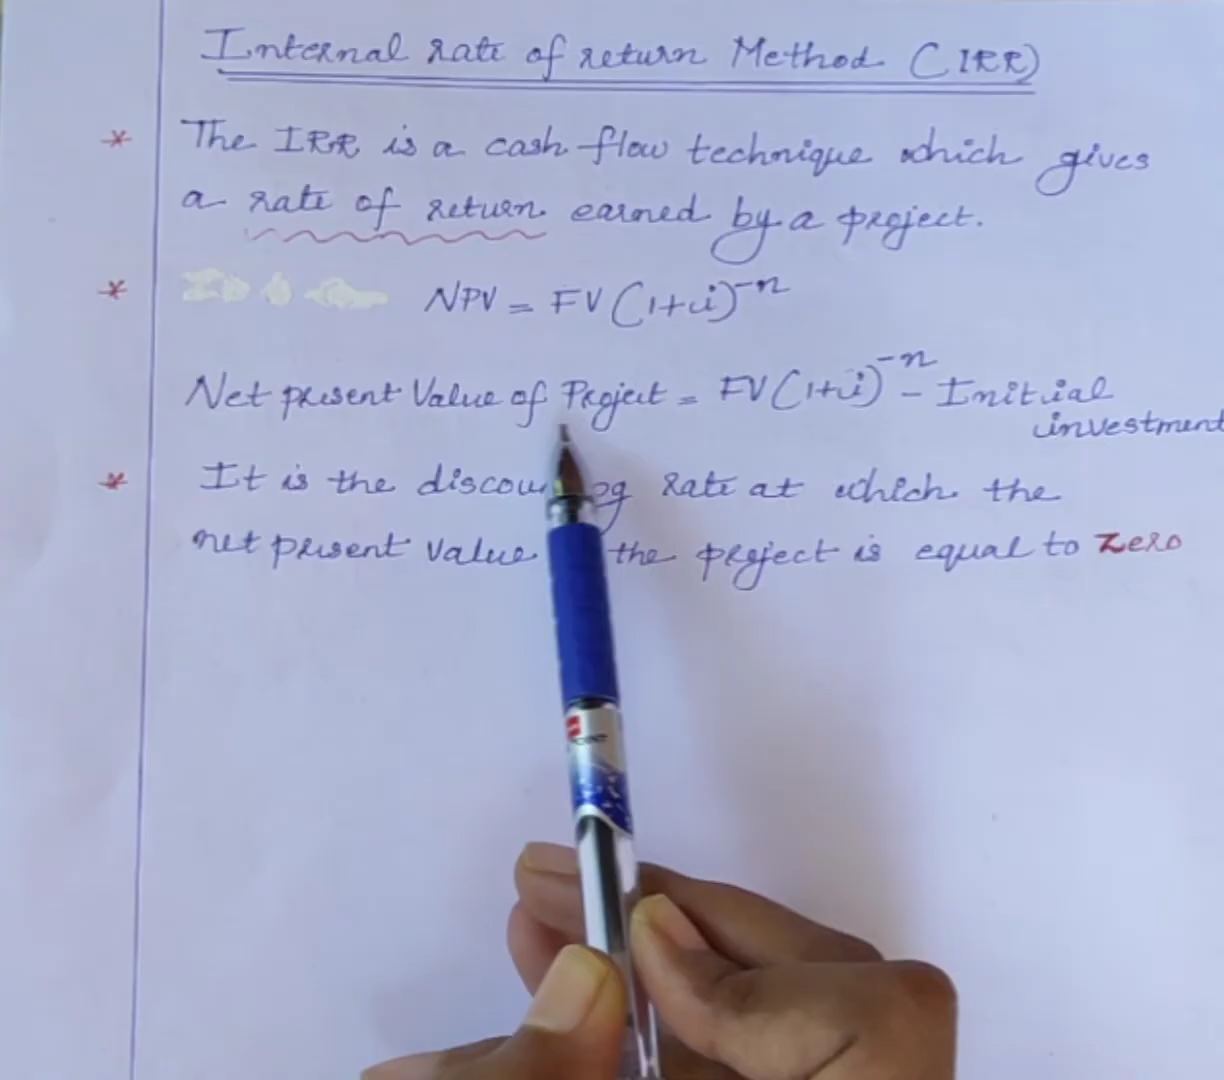 Internal rate of return Method (IRR)
* The IRR is a cash flow technique which gives
a rate of return earned by a project.
* NPV = FV (1+i)⁻ⁿ
Net present Value of Project = FV (1+i)⁻ⁿ - Initial
investment
* It is the rate at which the
net present value the project is equal to zero